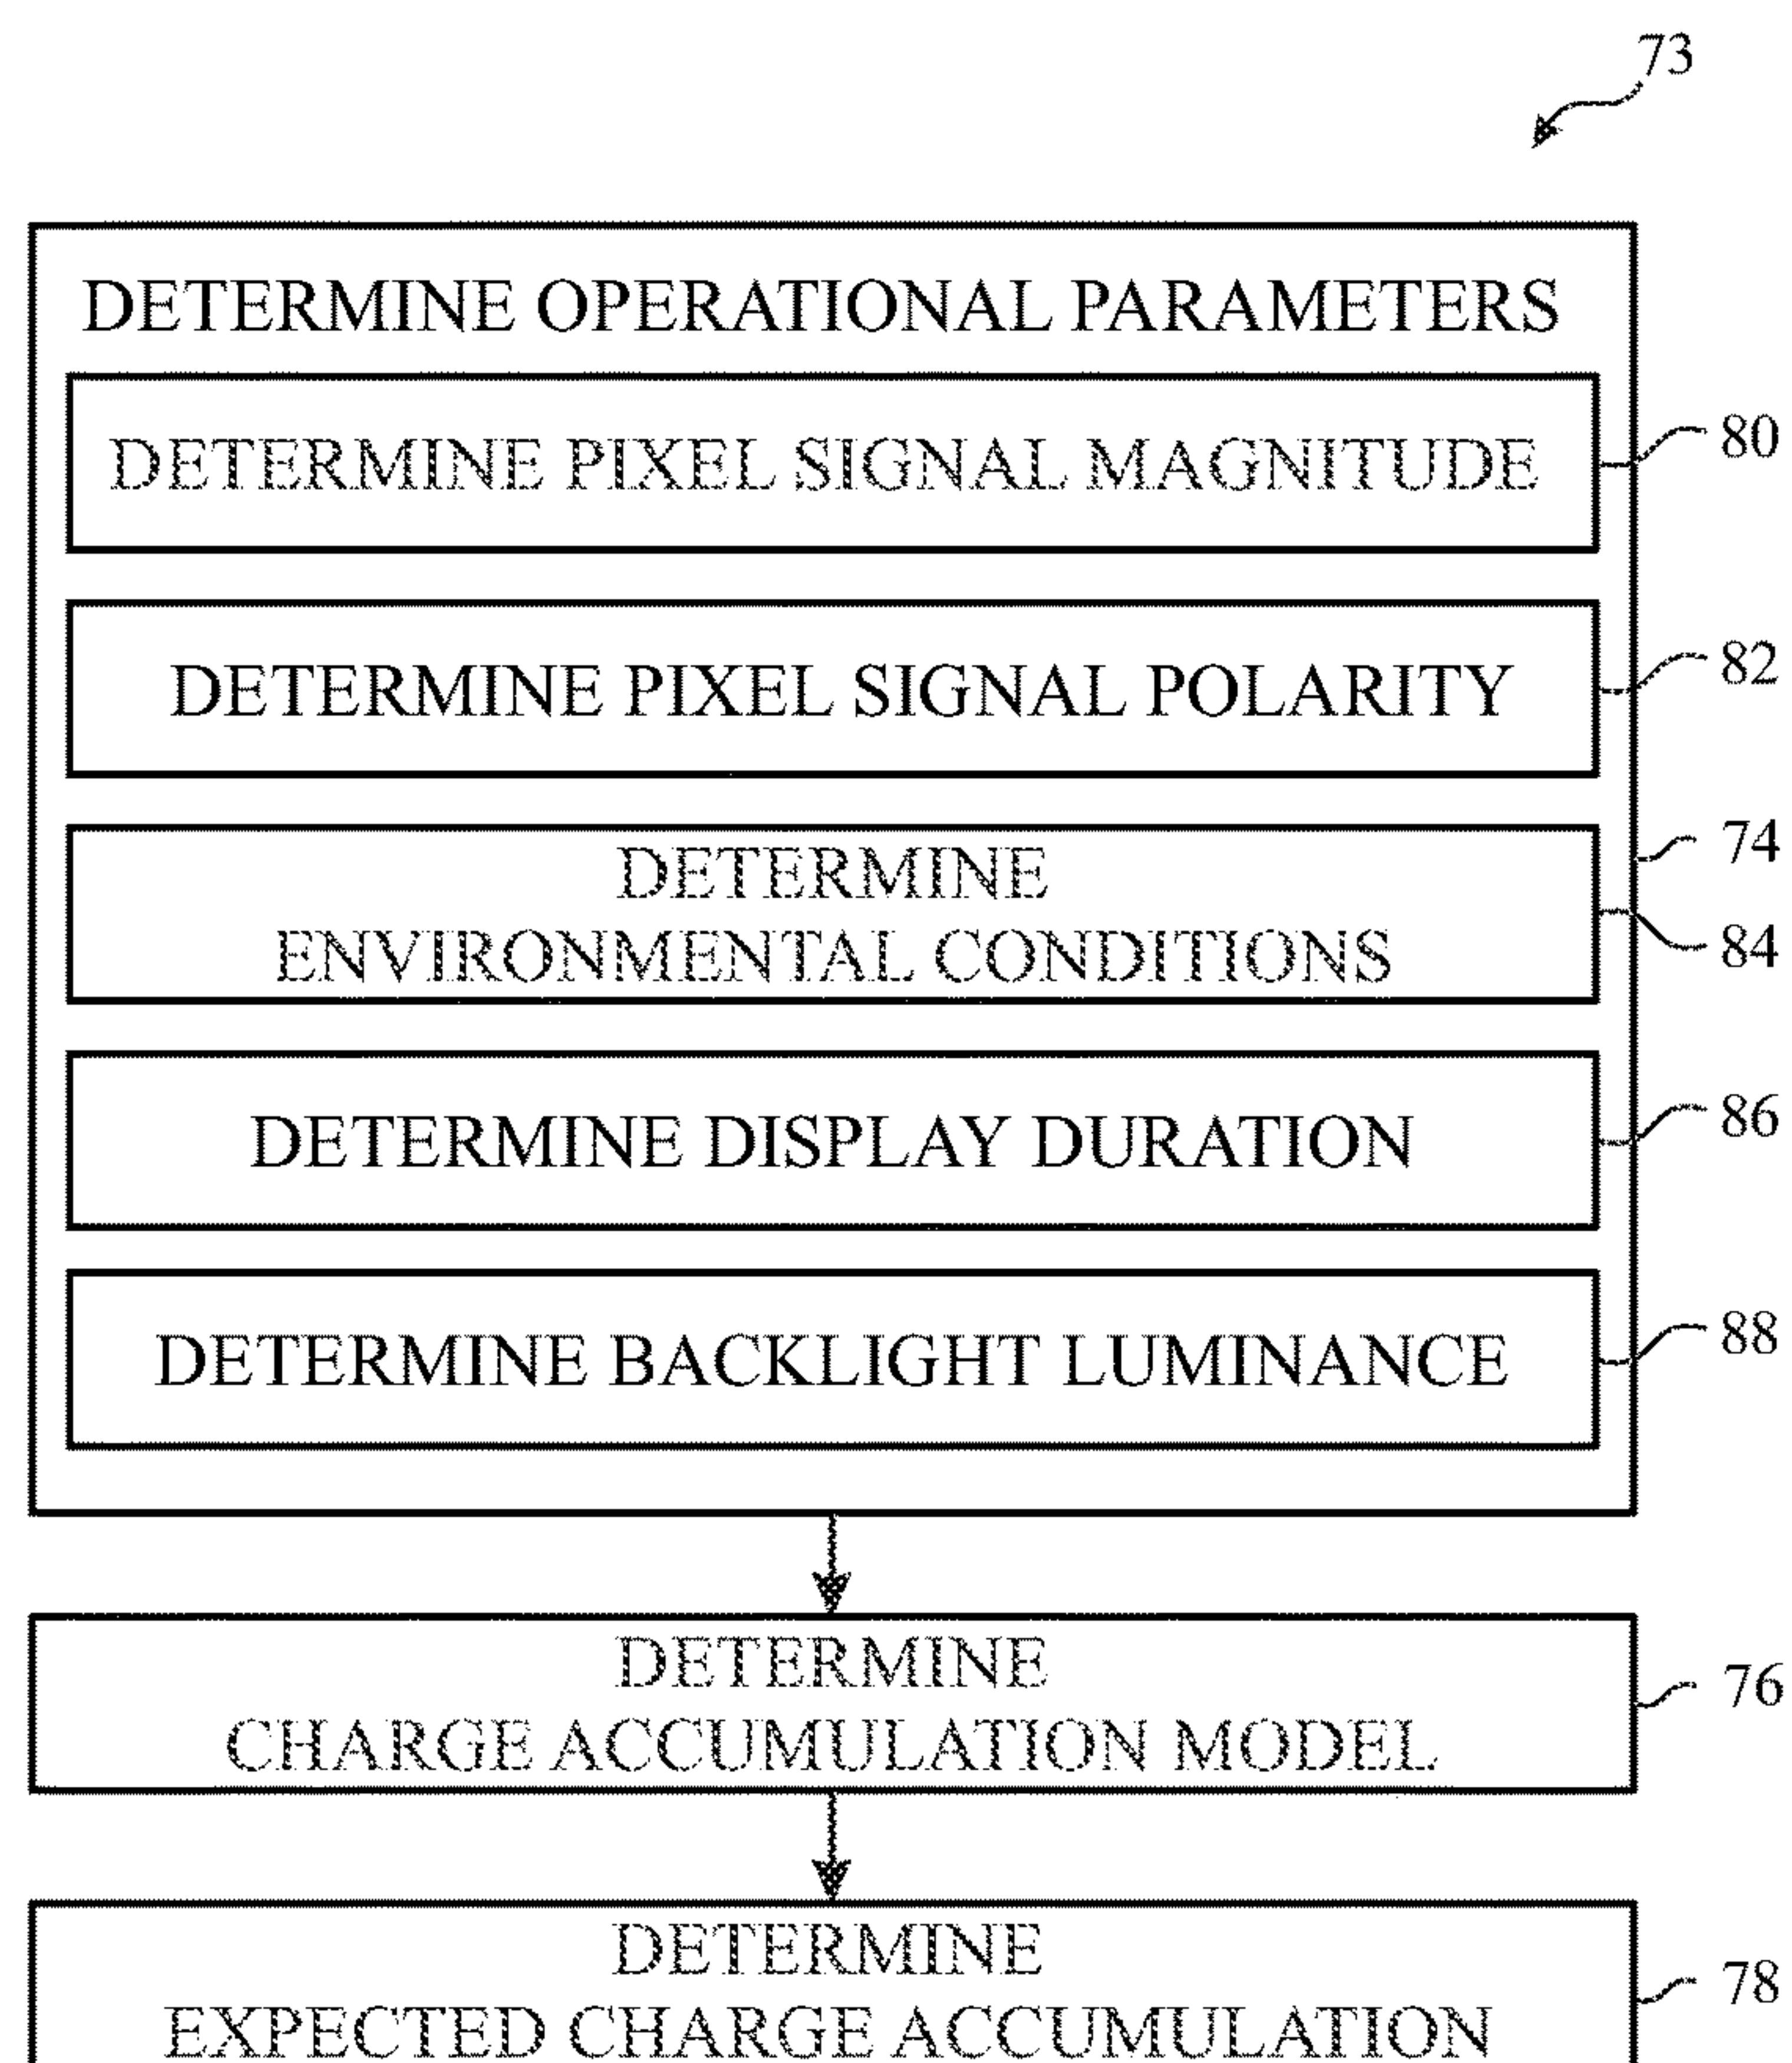 73
DETERMINE OPERATIONAL PARAMETERS
DETERMINE PIXEL SIGNAL MAGNITUDE
80
DETERMINE PIXEL SIGNAL POLARITY
82
74
DETERMINE
ENVIRONMENTAL CONDITIONS
84
DETERMINE DISPLAY DURATION
86
DETERMINE BACKLIGHT LUMINANCE
88
DETERMINE
CHARGE ACCUMULATION MODEL
76
DETERMINE
EXPECTED CHARGE ACCUMULATION
78